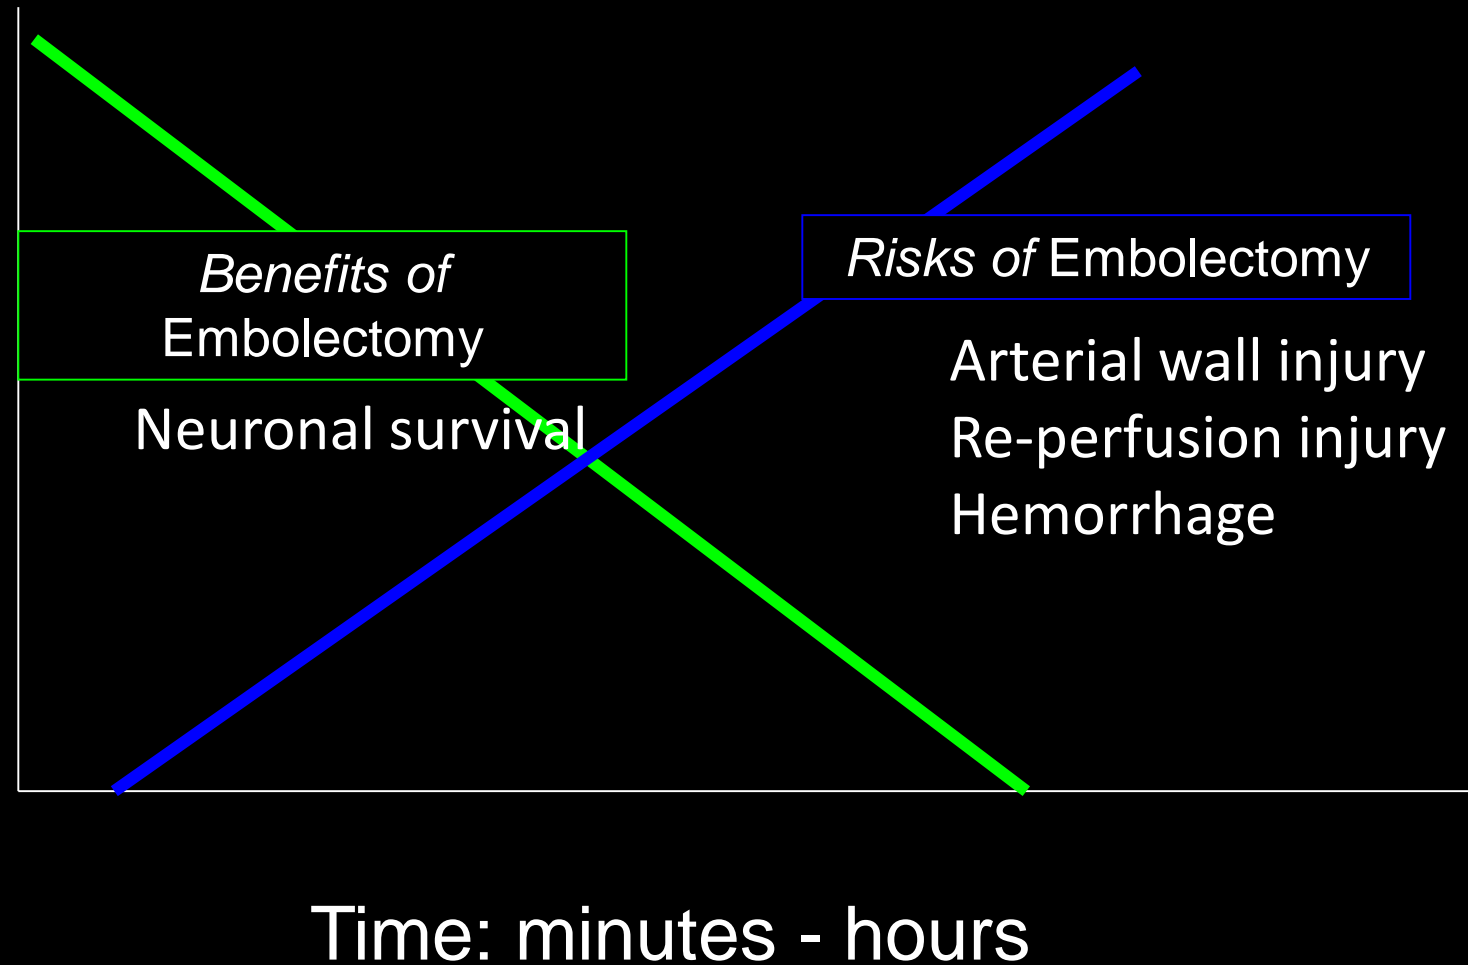 Benefits of
Embolectomy
Neuronal survival
Risks of Embolectomy
Arterial wall injury
Re-perfusion injury
Hemorrhage
Time: minutes - hours